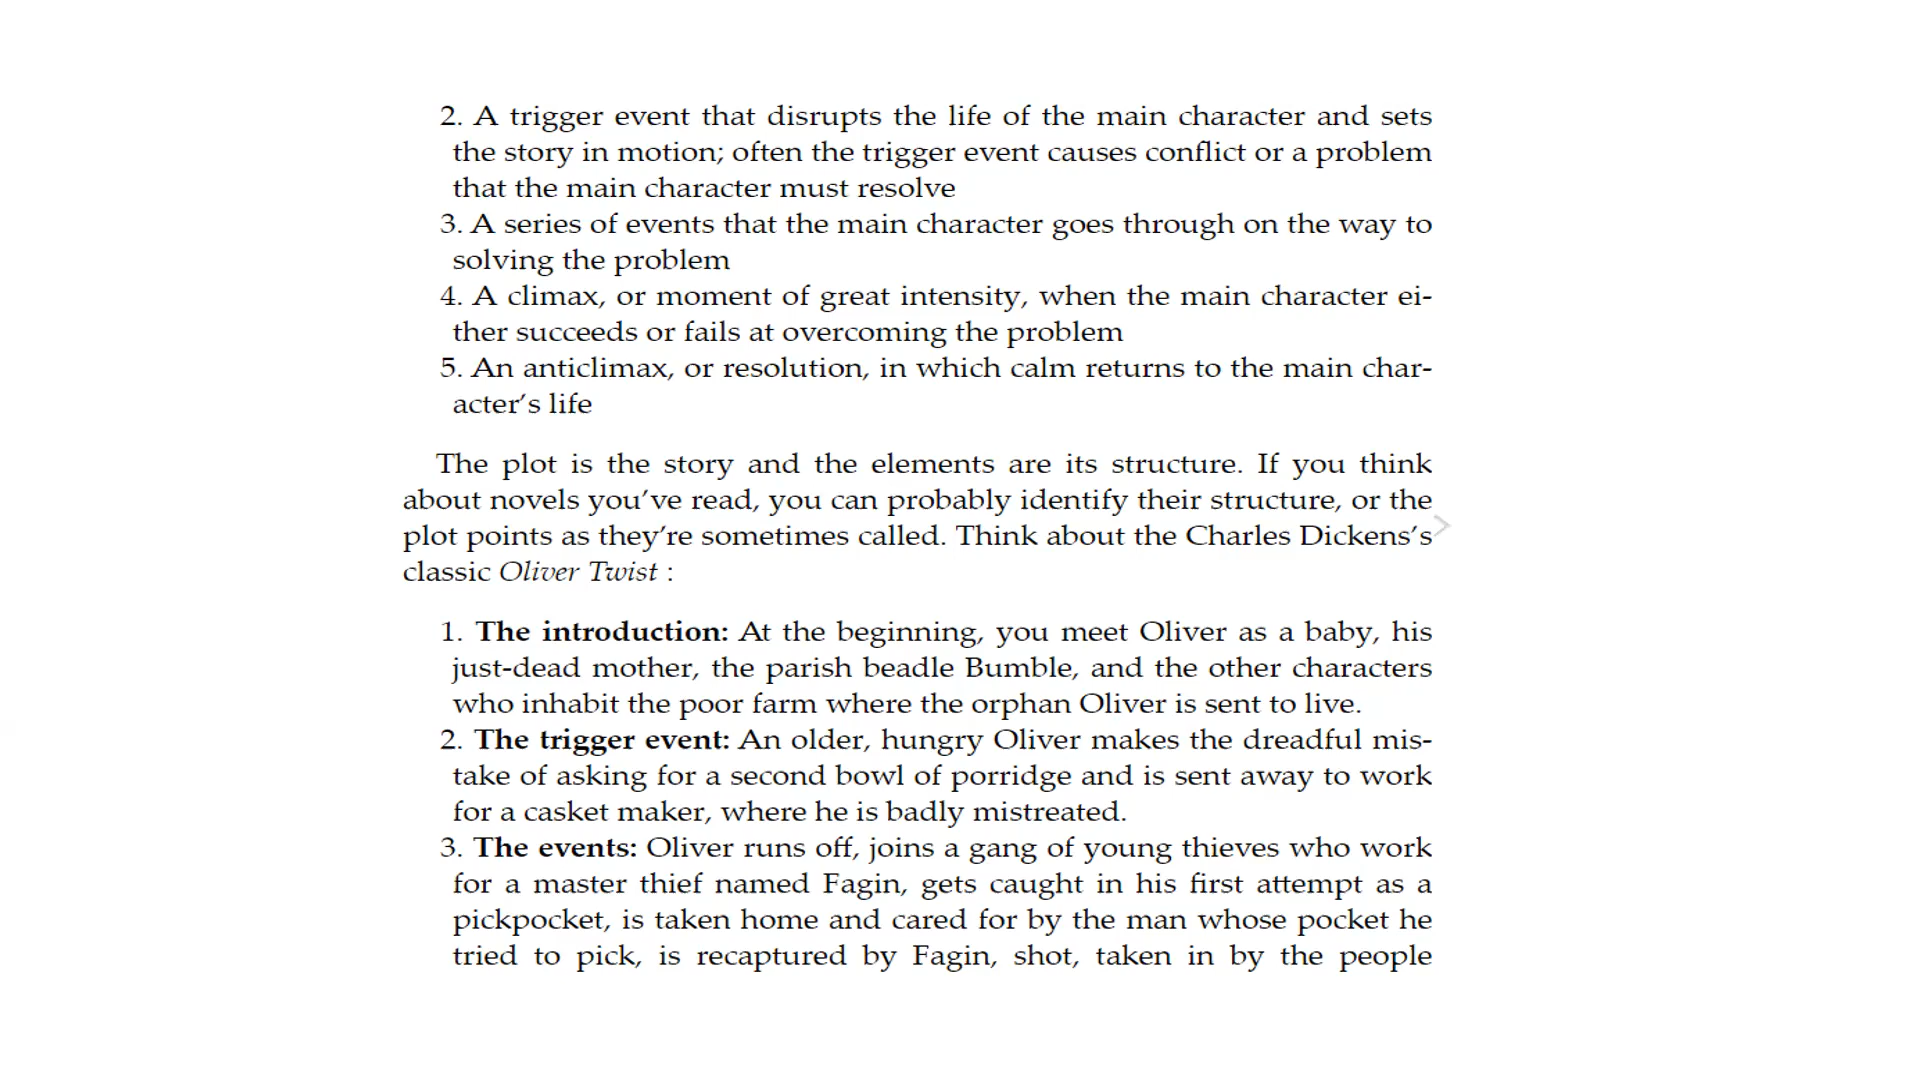 2. A trigger event that disrupts the life of the main character and sets
the story in motion; often the trigger event causes conflict or a problem
that the main character must resolve
3. A series of events that the main character goes through on the way to
solving the problem
4. A climax, or moment of great intensity, when the main character ei-
ther succeeds or fails at overcoming the problem
5. An anticlimax, or resolution, in which calm returns to the main char-
acter’s life
The plot is the story and the elements are its structure. If you think
about novels you’ve read, you can probably identify their structure, or the
plot points as they’re sometimes called. Think about the Charles Dickens’s
classic Oliver Twist :
1. The introduction: At the beginning, you meet Oliver as a baby, his
just-dead mother, the parish beadle Bumble, and the other characters
who inhabit the poor farm where the orphan Oliver is sent to live.
2. The trigger event: An older, hungry Oliver makes the dreadful mis-
take of asking for a second bowl of porridge and is sent away to work
for a casket maker, where he is badly mistreated.
3. The events: Oliver runs off, joins a gang of young thieves who work
for a master thief named Fagin, gets caught in his first attempt as a
pickpocket, is taken home and cared for by the man whose pocket he
tried to pick, is recaptured by Fagin, shot, taken in by the people